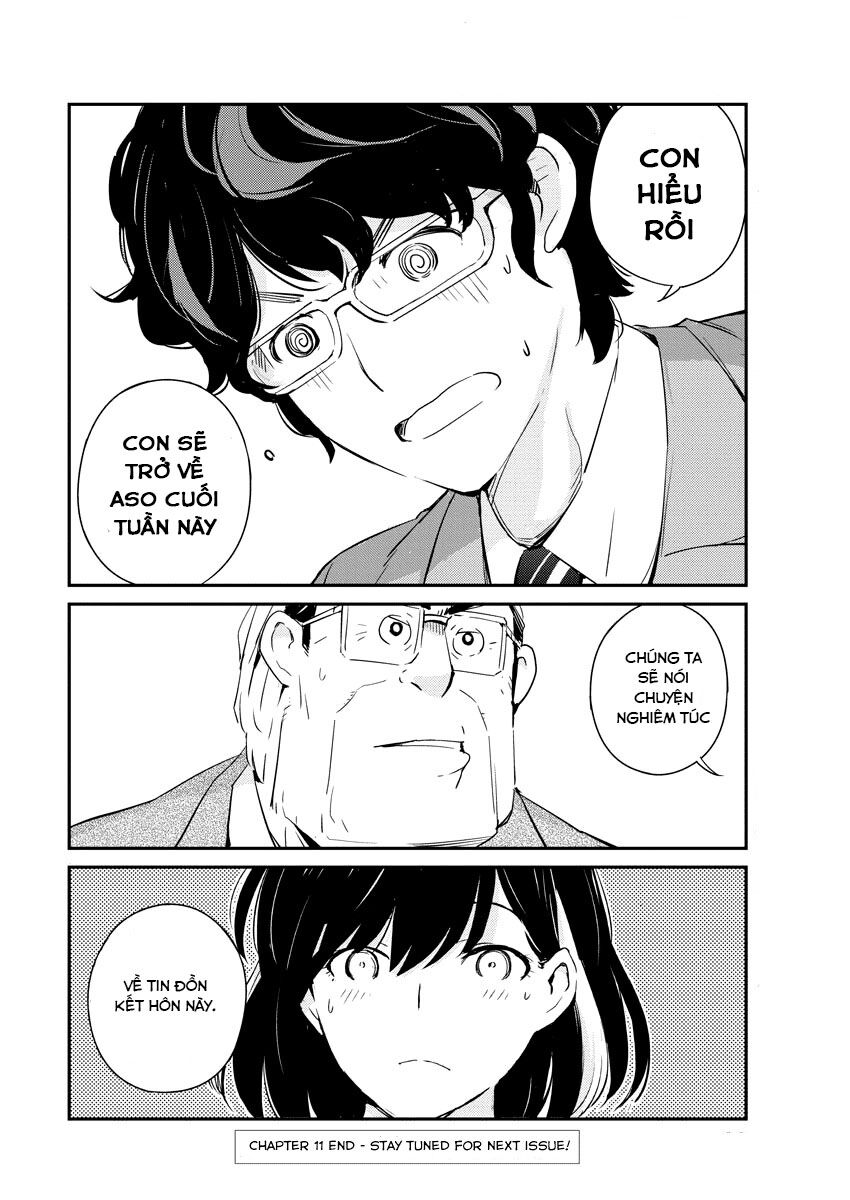 CON
HIỂU
RỒI
CON SẼ
TRỞ VỀ
ASO CUỐI
TUẦN NÀY
CHÚNG TA
SẼ NÓI
CHUYỆN
NGHIÊM TÚC
VỀ TIN ĐỒN
KẾT HÔN NÀY.
CHAPTER 11 END - STAY TUNED FOR NEXT ISSUE!